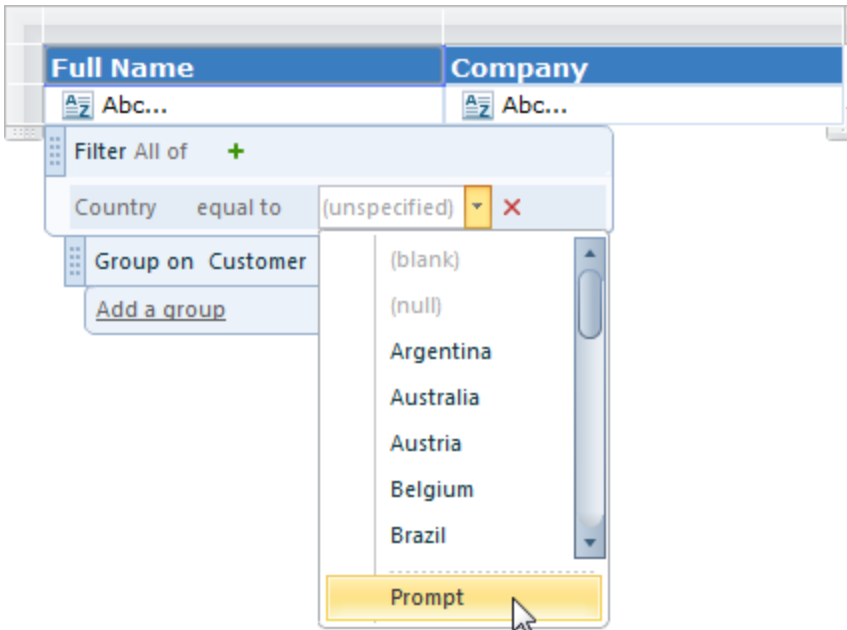 Full Name Company
Abc... Abc...
Filter All of
Country equal to (unspecified)
(blank)
Group on Customer
(null)
Add a group
Argentina
Australia
Austria
Belgium
Brazil
Prompt